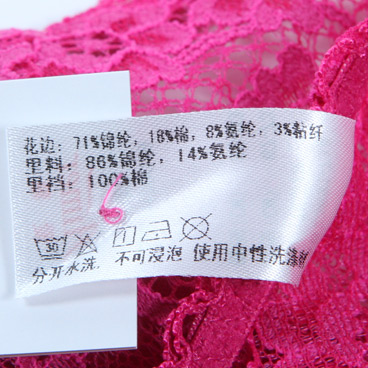 花边：71%锦纶，18%棉，8%氨纶，3%粘纤
里料：86%锦纶，14%氨纶
里裆：100%棉
30
分开水洗. 不可浸泡 使用中性洗涤